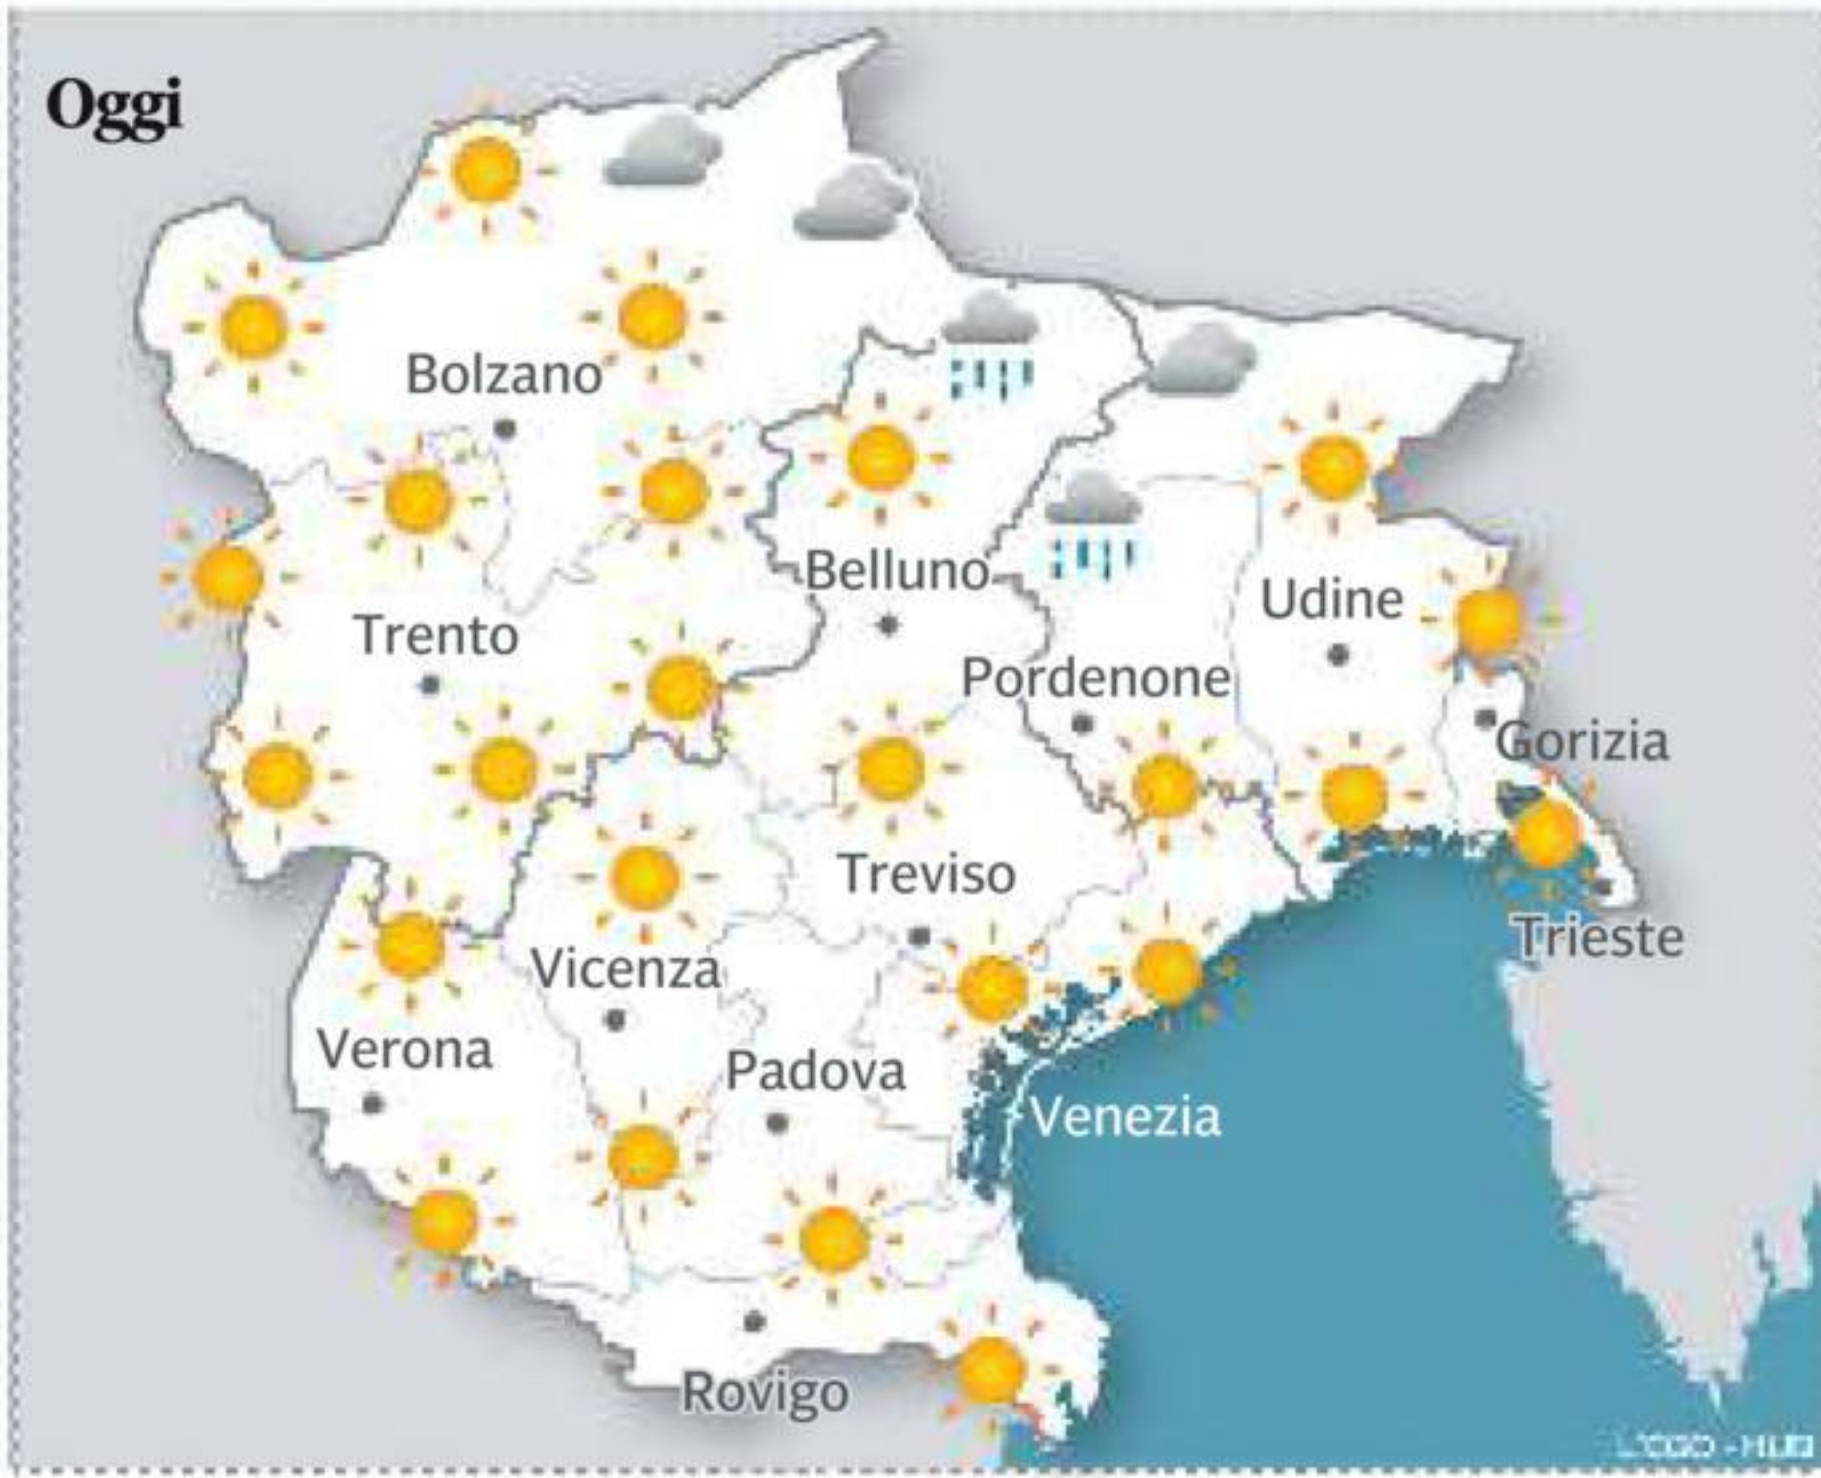 Oggi
Bolzano
Belluno
Udine
Trento
Pordenone
Gorizia
Treviso
Trieste
Vicenza
Verona
Padova
Venezia
Rovigo